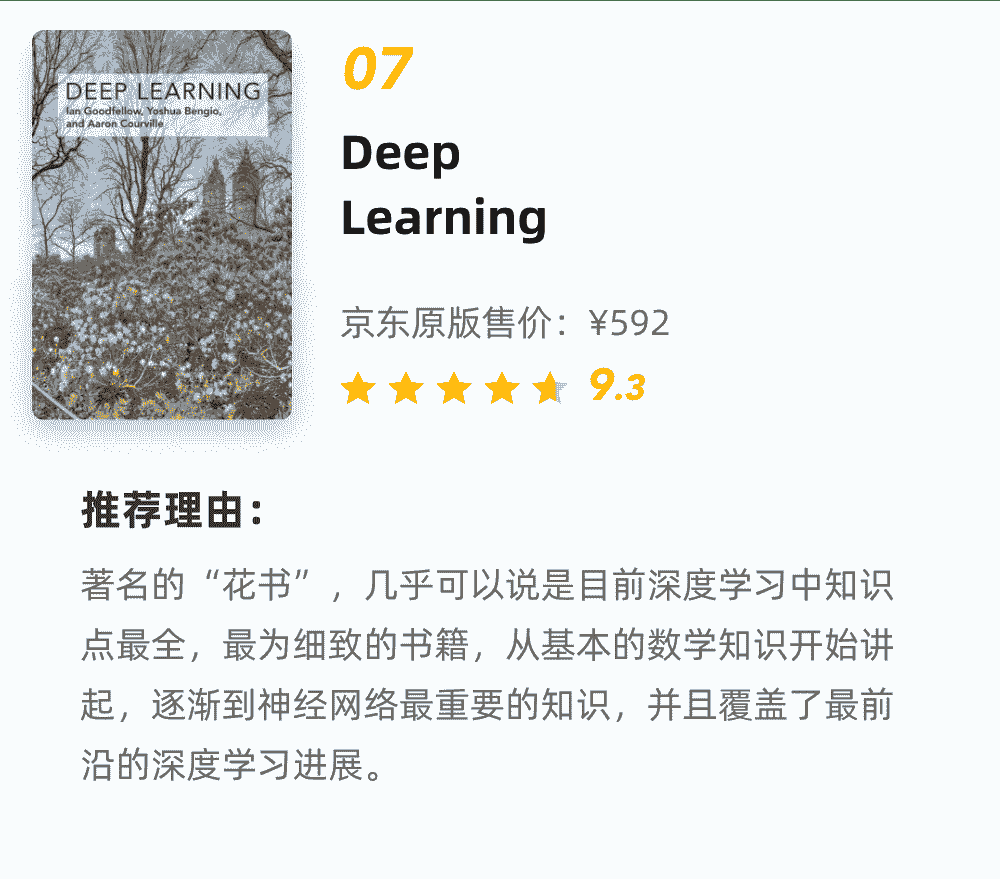 DEEP LEARNING
Ian Goodfellow, Yoshua Bengio,
and Aaron Courville
07
Deep
Learning
京东原版售价：¥592
9.3
推荐理由：
著名的“花书”，几乎可以说是目前深度学习中知识
点最全，最为细致的书籍，从基本的数学知识开始讲
起，逐渐到神经网络最重要的知识，并且覆盖了最前
沿的深度学习进展。